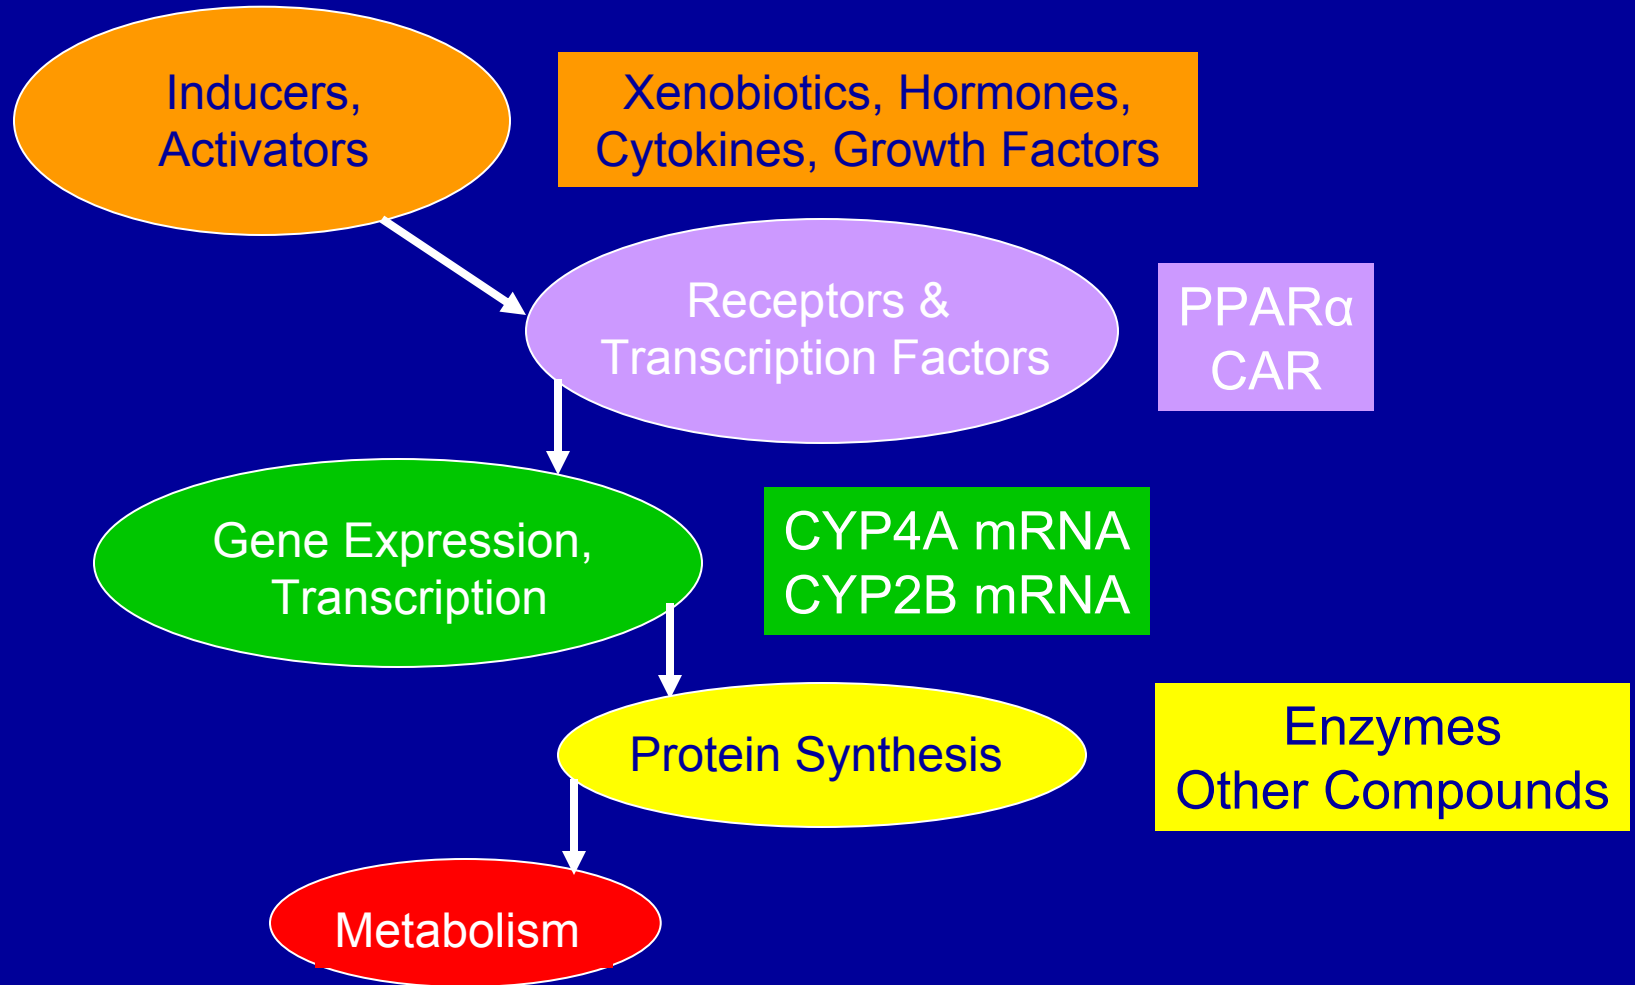 Inducers,
Activators
Xenobiotics, Hormones,
Cytokines, Growth Factors
Receptors &
Transcription Factors
PPARα
CAR
Gene Expression,
Transcription
CYP4A mRNA
CYP2B mRNA
Protein Synthesis
Enzymes
Other Compounds
Metabolism